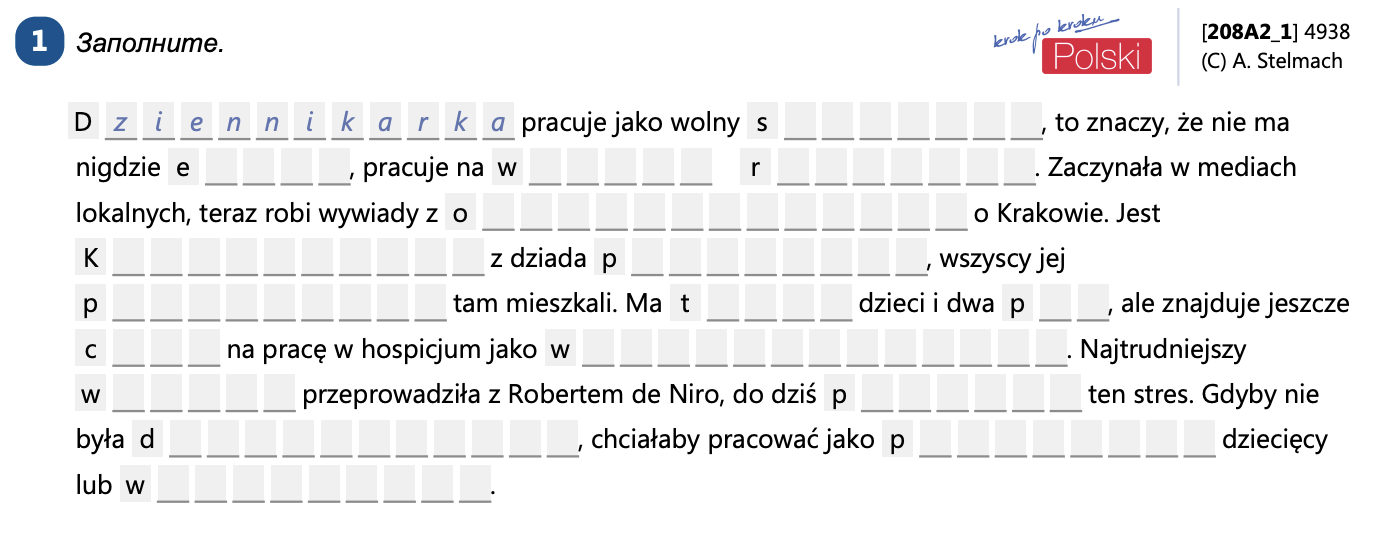 1 Заполните.
krok po kroku
Polski
[208A2_1] 4938
(C) A. Stelmach
Dziennikarka pracuje jako wolny s _ _ _ _ _ _ _, to znaczy, że nie ma
nigdzie e _ _ _ _, pracuje na w _ _ _ _ _ r _ _ _ _ _ _ _. Zaczynała w mediach
lokalnych, teraz robi wywiady z o _ _ _ _ _ _ _ _ _ _ _ _ _ o Krakowie. Jest
K _ _ _ _ _ _ _ _ _ _ z dziada p _ _ _ _ _ _ _ _, wszyscy jej
p _ _ _ _ _ _ _ _ _ tam mieszkali. Ma t _ _ _ _ dzieci i dwa p _ _, ale znajduje jeszcze
c _ _ _ na pracę w hospicjum jako w _ _ _ _ _ _ _ _ _ _ _ _ _. Najtrudniejszy
w _ _ _ _ _ przeprowadziła z Robertem de Niro, do dziś p _ _ _ _ _ _ ten stres. Gdyby nie
była d _ _ _ _ _ _ _ _ _ _ _, chciałaby pracować jako p _ _ _ _ _ _ _ _ dziecięcy
lub w _ _ _ _ _ _ _ _ _.